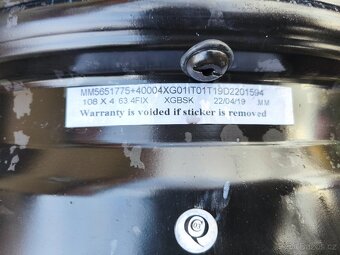 MM5651775+40004XG01IT01T19D2201594
108 X 4 63.4FIX XGBSK 22/04/19 MM
Warranty is voided if sticker is removed